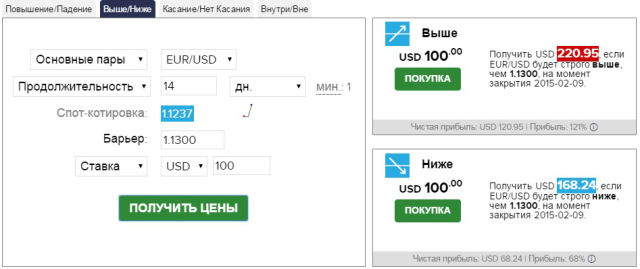 Повышение/Падение Выше/Ниже Касание/Нет Касания Внутри/Вне
Основные пары EUR/USD
Продолжительность 14 дн. мин.: 1
Спот-котировка: 1.1237
Барьер: 1.1300
Ставка USD 100
ПОЛУЧИТЬ ЦЕНЫ
Выше
USD 100.00
ПОКУПКА
Получить USD 220.95, если
EUR/USD будет строго выше,
чем 1.1300, на момент
закрытия 2015-02-09.
Чистая прибыль: USD 120.95 | Прибыль: 121%
Ниже
USD 100.00
ПОКУПКА
Получить USD 168.24, если
EUR/USD будет строго ниже,
чем 1.1300, на момент
закрытия 2015-02-09.
Чистая прибыль: USD 68.24 | Прибыль: 68%